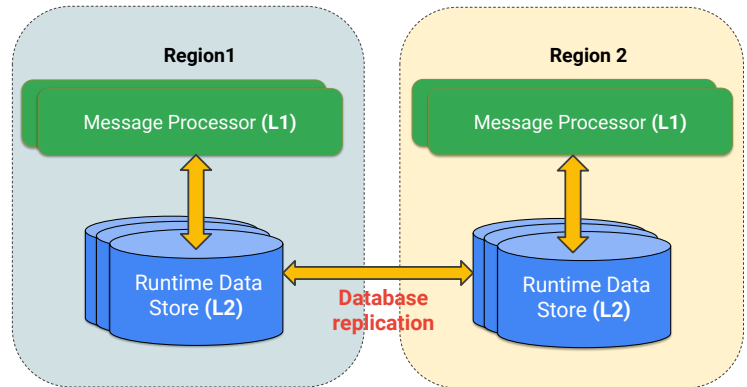 Region1
Message Processor (L1)
Runtime Data
Store (L2)
Database
replication
Region 2
Message Processor (L1)
Runtime Data
Store (L2)